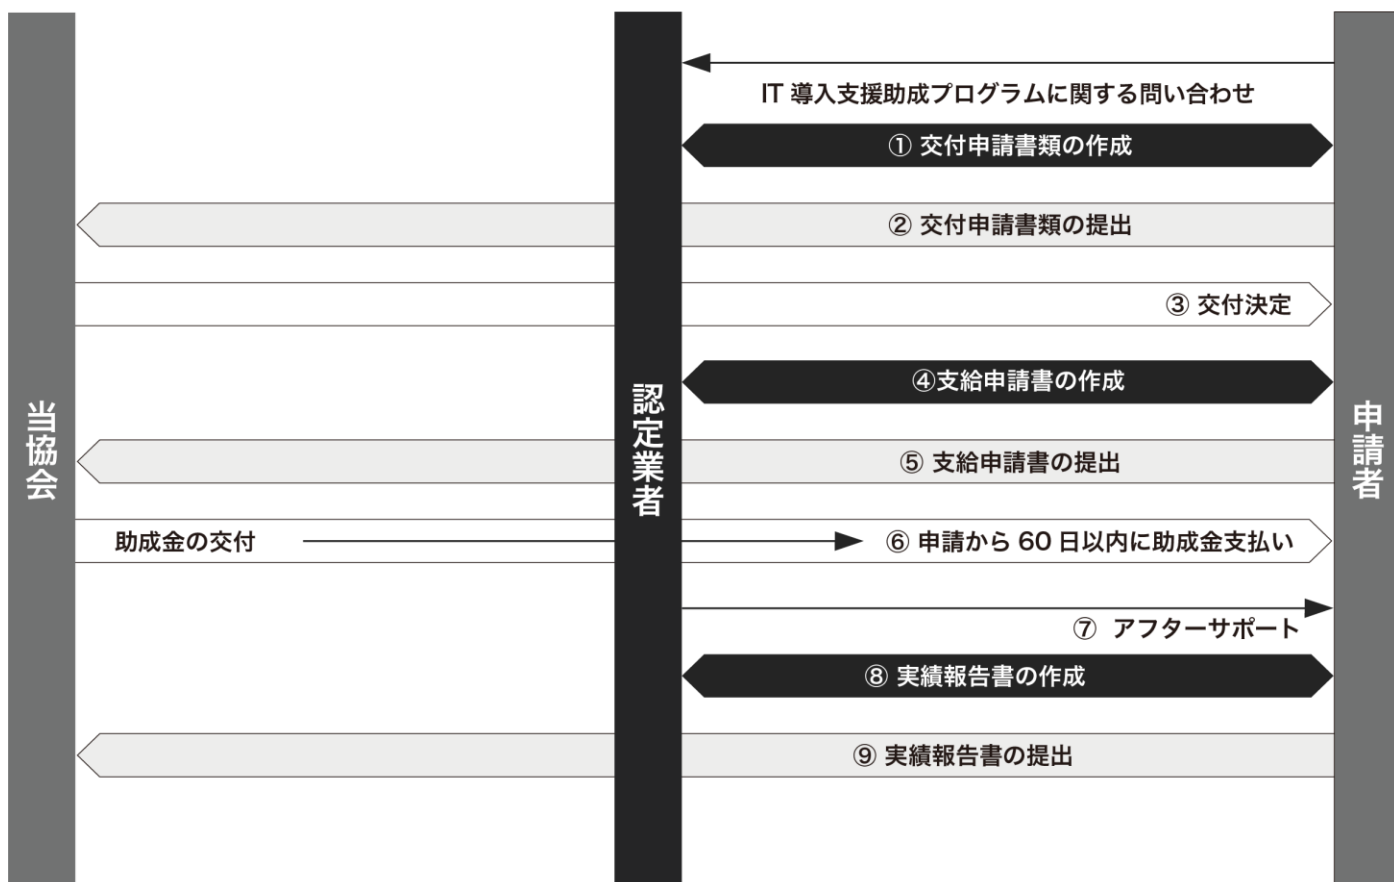 IT 導入支援助成プログラムに関する問い合わせ
① 交付申請書類の作成
② 交付申請書類の提出
③ 交付決定
④支給申請書の作成
当協会
認定業者
申請者
⑤ 支給申請書の提出
助成金の交付
⑥ 申請から 60 日以内に助成金支払い
⑦ アフターサポート
⑧ 実績報告書の作成
⑨ 実績報告書の提出